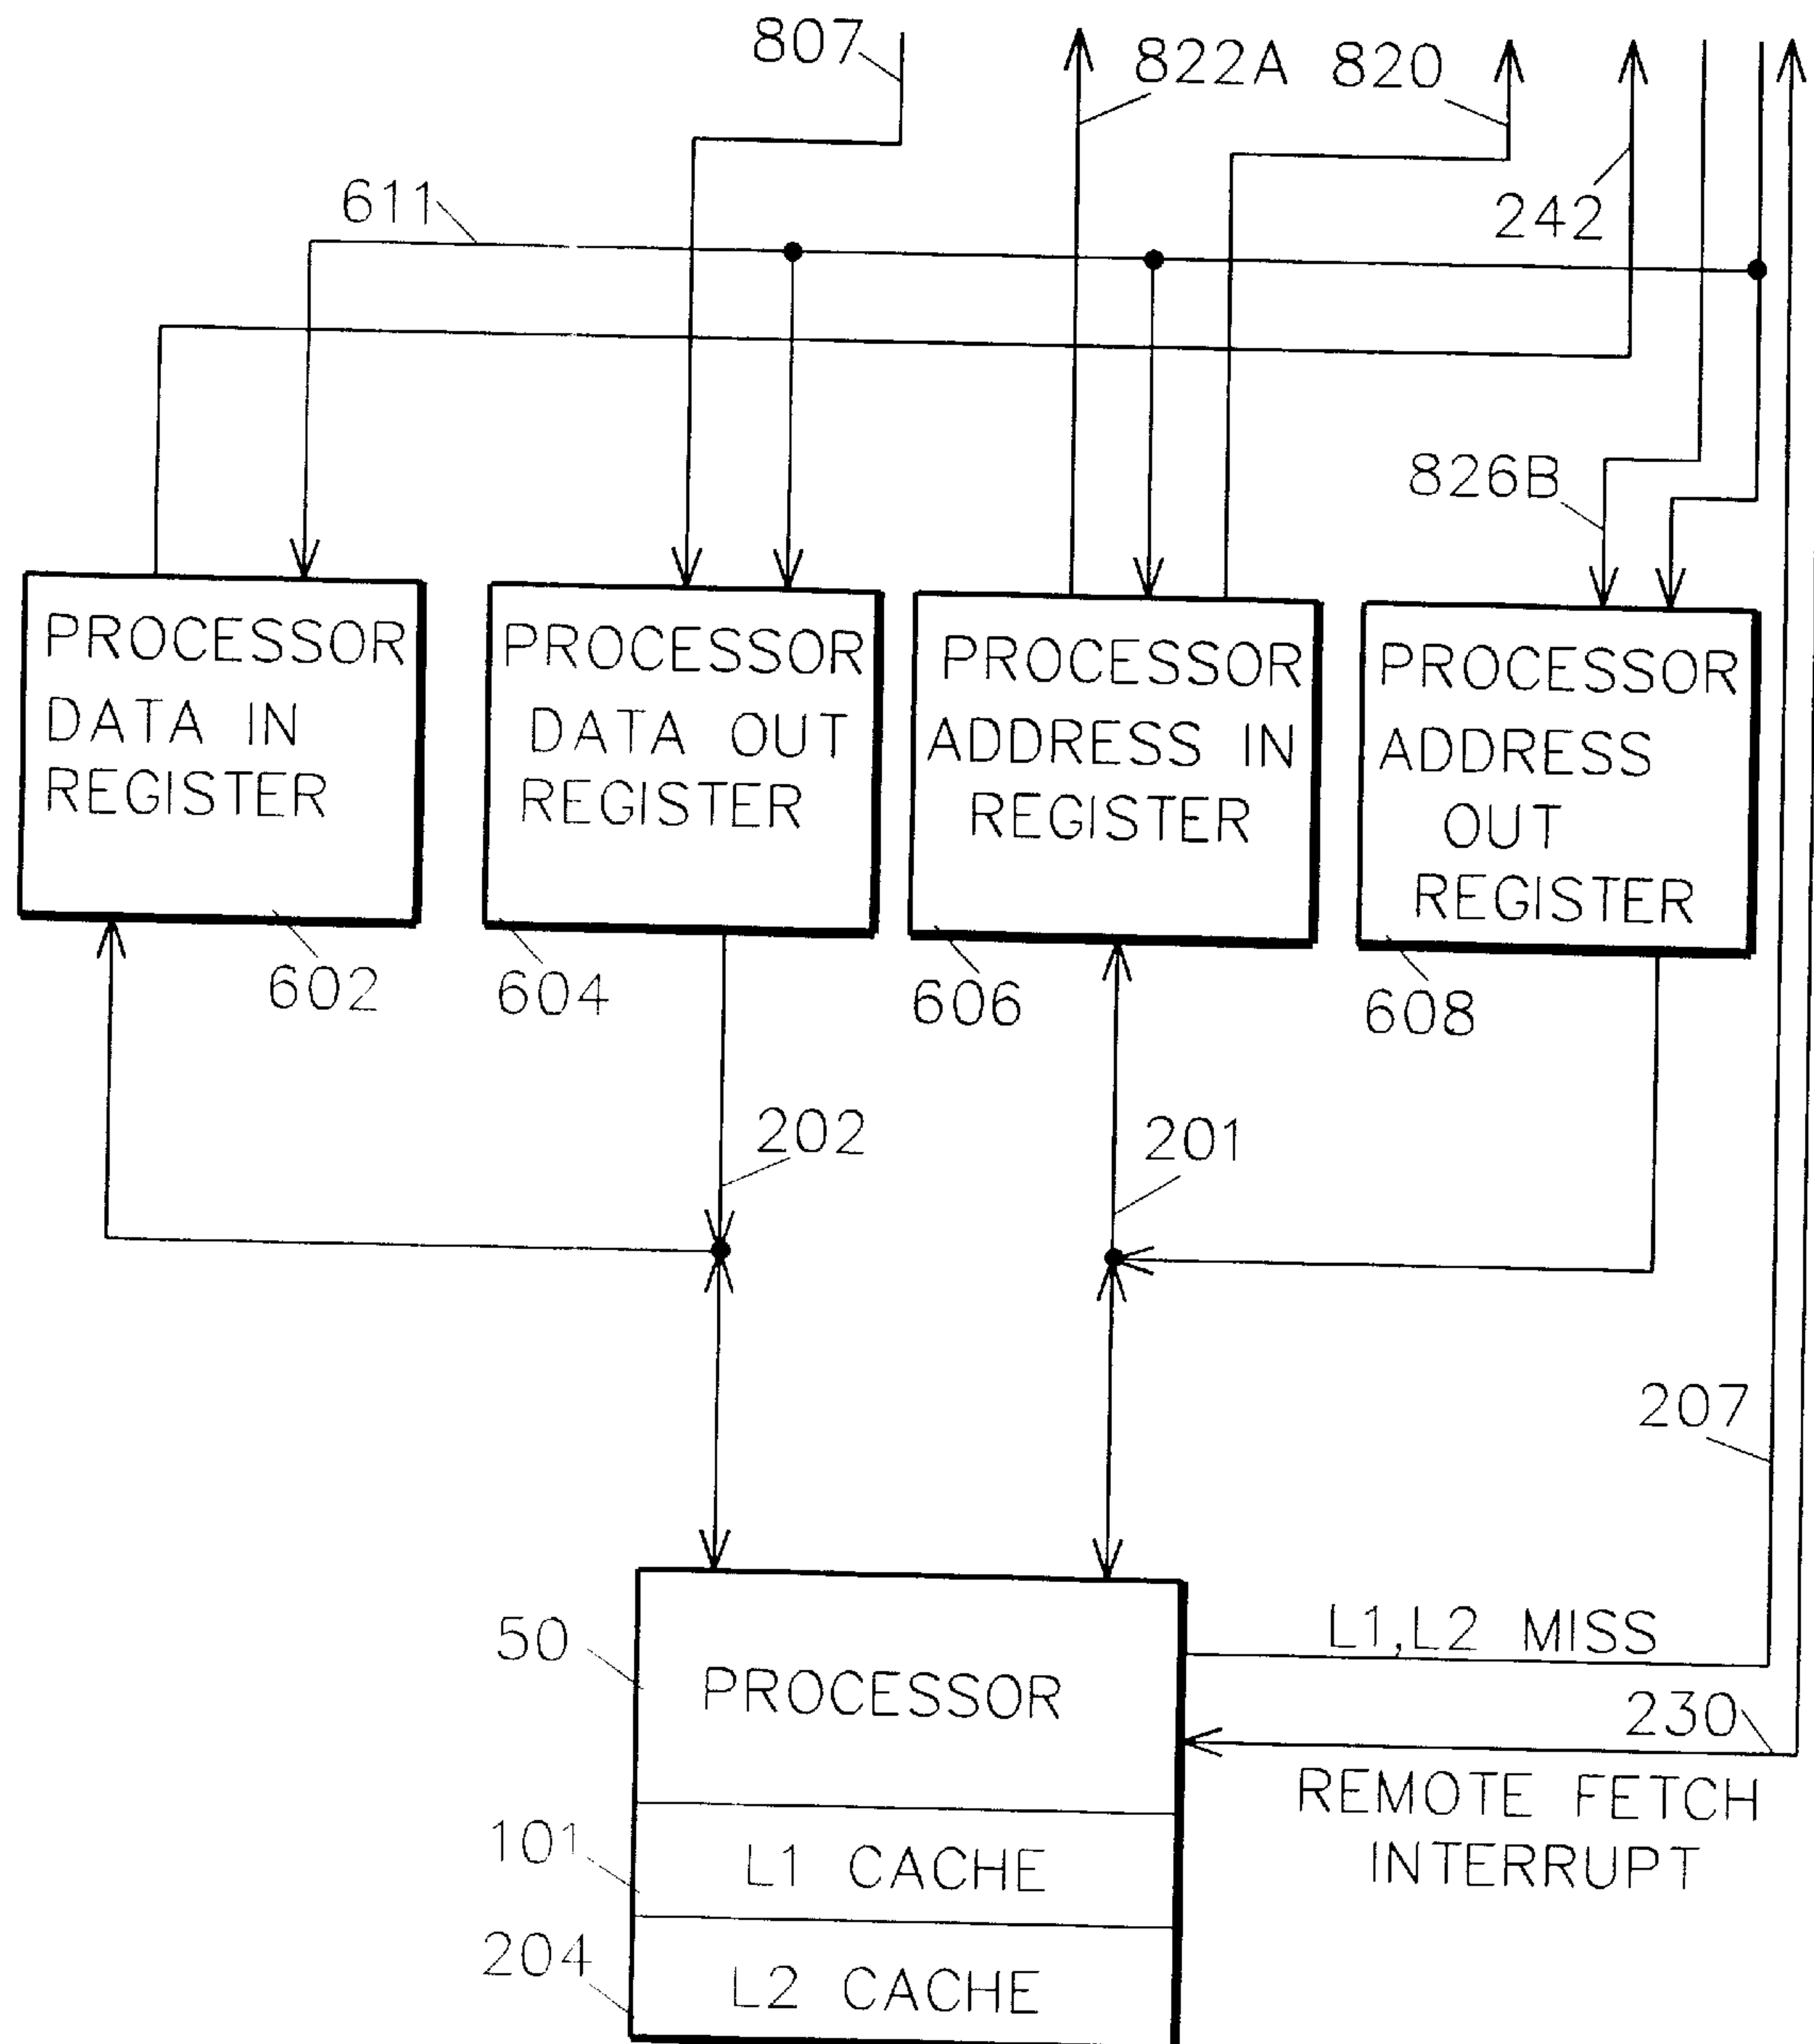 807
822A
820
611
242
826B
PROCESSOR
DATA IN
REGISTER
PROCESSOR
DATA OUT
REGISTER
PROCESSOR
ADDRESS IN
REGISTER
PROCESSOR
ADDRESS
OUT
REGISTER
602
604
606
608
202
201
207
50
PROCESSOR
L1,L2 MISS
230
REMOTE FETCH
INTERRUPT
101
L1 CACHE
204
L2 CACHE